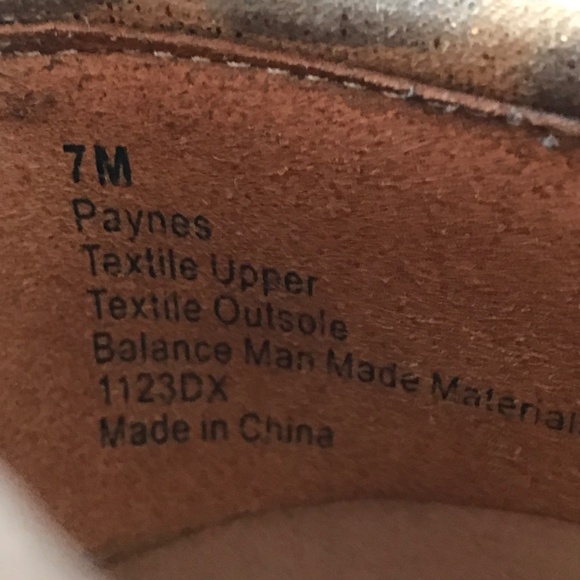 7M
Paynes
Textile Upper
Textile Outsole
Balance Man Made Material
1123DX
Made in China